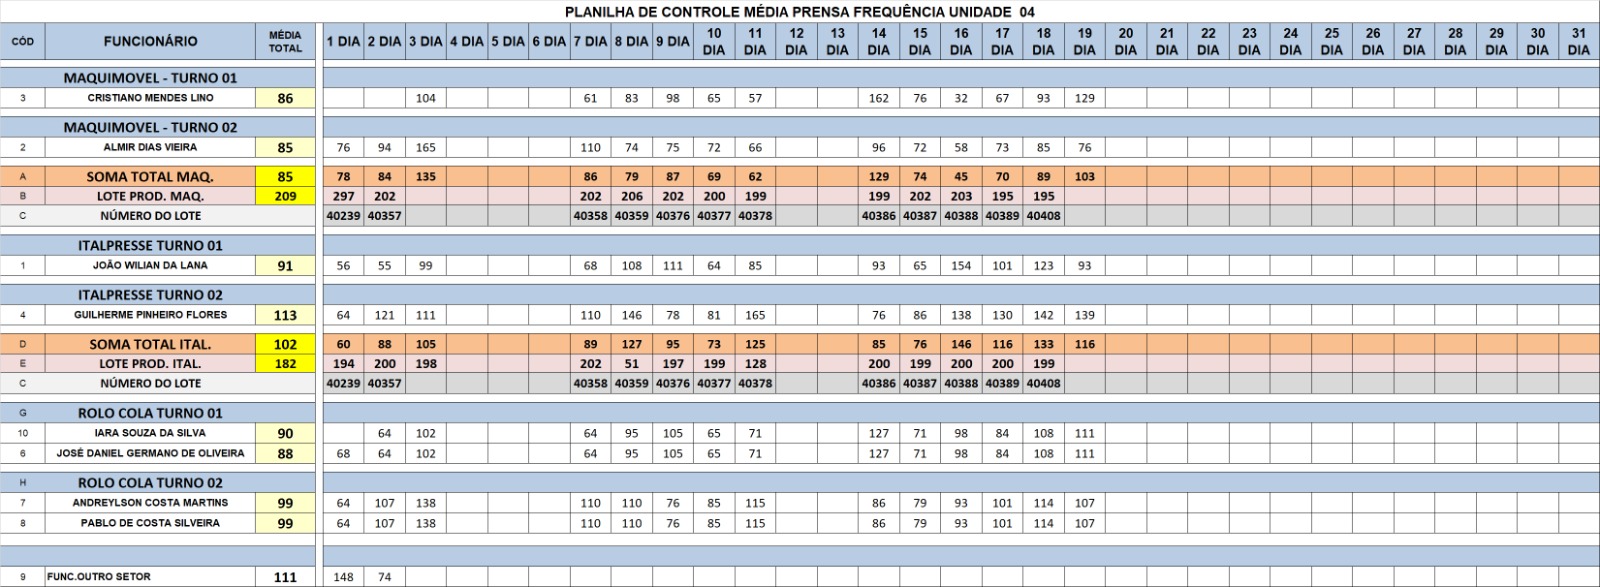 PLANILHA DE CONTROLE MÉDIA PRENSA FREQUÊNCIA UNIDADE 04
CÓD FUNCIONÁRIO MÉDIA TOTAL 1 DIA 2 DIA 3 DIA 4 DIA 5 DIA 6 DIA 7 DIA 8 DIA 9 DIA 10 DIA 11 DIA 12 DIA 13 DIA 14 DIA 15 DIA 16 DIA 17 DIA 18 DIA 19 DIA 20 DIA 21 DIA 22 DIA 23 DIA 24 DIA 25 DIA 26 DIA 27 DIA 28 DIA 29 DIA 30 DIA 31 DIA
MAQUIMOVEL - TURNO 01
3 CRISTIANO MENDES LINO 86 104 61 83 98 65 57 162 76 32 67 93 129
MAQUIMOVEL - TURNO 02
2 ALMIR DIAS VIEIRA 85 76 94 165 110 74 75 72 66 96 72 58 73 85 76
A SOMA TOTAL MAQ. 85 78 84 135 86 79 87 69 62 129 74 45 70 89 103
B LOTE PROD. MAQ. 209 297 202 202 206 202 200 199 199 202 203 195 195
C NÚMERO DO LOTE 40239 40357 40358 40359 40376 40377 40378 40386 40387 40388 40389 40408
ITALPRESSE TURNO 01
1 JOÃO WILIAN DA LANA 91 56 55 99 68 108 111 64 85 93 65 154 101 123 93
ITALPRESSE TURNO 02
4 GUILHERME PINHEIRO FLORES 113 64 121 111 110 146 78 81 165 76 86 138 130 142 139
D SOMA TOTAL ITAL. 102 60 88 105 89 127 95 73 125 85 76 146 116 133 116
E LOTE PROD. ITAL. 182 194 200 198 202 51 197 199 128 200 199 200 200 199
C NÚMERO DO LOTE 40239 40357 40358 40359 40376 40377 40378 40386 40387 40388 40389 40408
G ROLO COLA TURNO 01
10 IARA SOUZA DA SILVA 90 64 102 64 95 105 65 71 127 71 98 84 108 111
6 JOSÉ DANIEL GERMANO DE OLIVEIRA 88 68 64 102 64 95 105 65 71 127 71 98 84 108 111
H ROLO COLA TURNO 02
7 ANDREYLSON COSTA MARTINS 99 64 107 138 110 110 76 85 115 86 79 93 101 114 107
8 PABLO DE COSTA SILVEIRA 99 64 107 138 110 110 76 85 115 86 79 93 101 114 107
9 FUNC.OUTRO SETOR 111 148 74